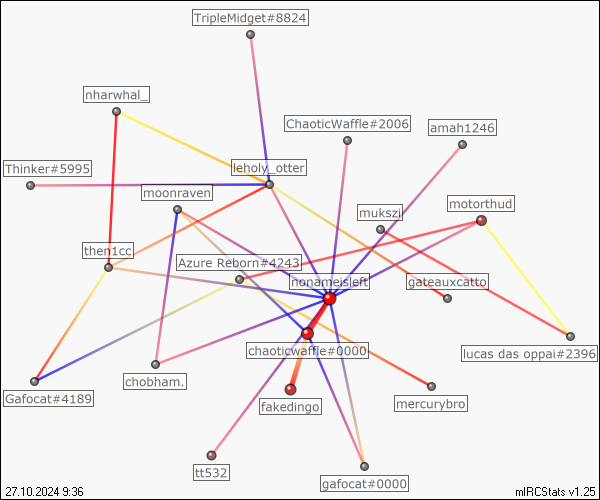 TripleMidget#8824
nharwhal_
ChaoticWaffle#2006
amah1246
Thinker#5995
leholy_otter
moonraven
mukszi
motorthud
then1cc
Azure Reborn#4243
nonameisleft
gateauxcatto
chaoticwaffle#0000
lucas das oppai#2396
chobham.
Gafocat#4189
fakedingo
mercurybro
tt532
gafocat#0000
27.10.2024 9:36
mIRCStats v1.25